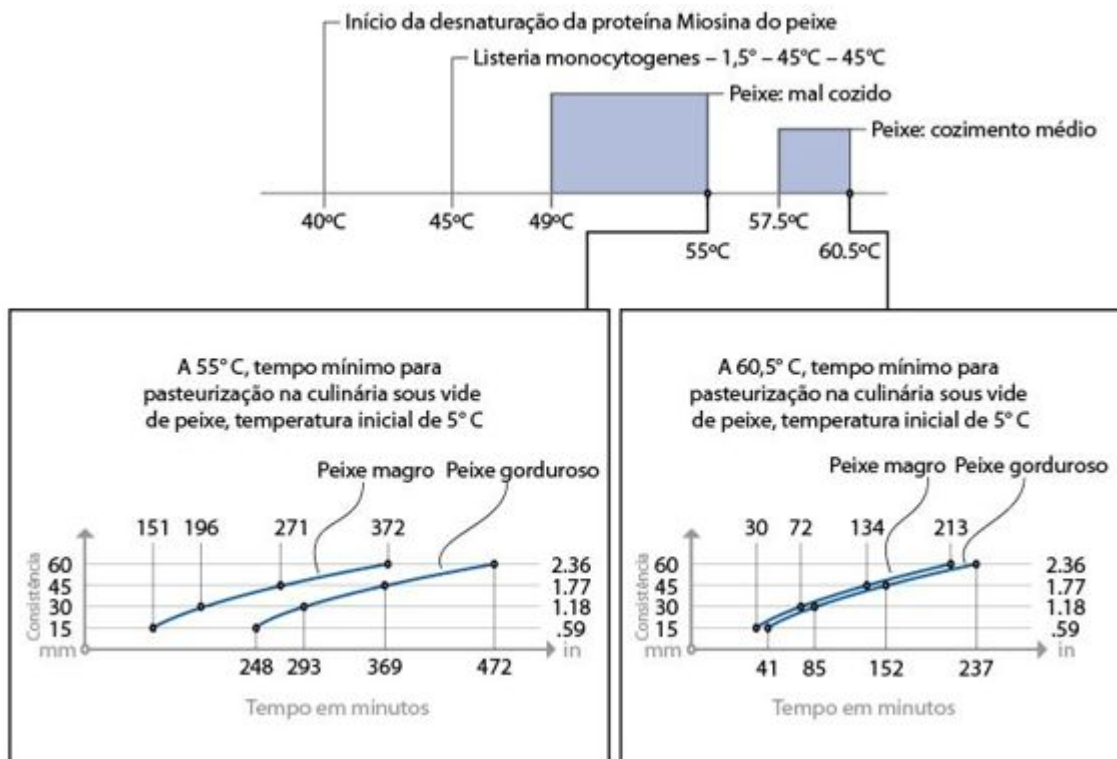 Início da desnaturação da proteína Miosina do peixe
Listeria monocytogenes – 1,5° – 45°C – 45°C
Peixe: mal cozido
Peixe: cozimento médio
40ºC
45ºC
49ºC
55ºC
57.5ºC
60.5ºC
A 55° C, tempo mínimo para
pasteurização na culinária sous vide
de peixe, temperatura inicial de 5° C
Peixe magro
Peixe gorduroso
151 196 271 372
Consistência
60 2.36
45 1.77
30 1.18
15 .59
mm in
248 293 369 472
Tempo em minutos
A 60,5° C, tempo mínimo para
pasteurização na culinária sous vide
de peixe, temperatura inicial de 5° C
Peixe magro
Peixe gorduroso
30 72 134 213
Consistência
60 2.36
45 1.77
30 1.18
15 .59
mm in
41 85 152 237
Tempo em minutos